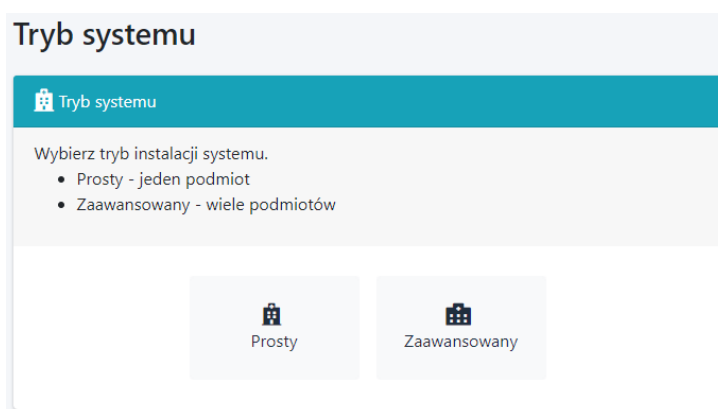 Tryb systemu
Tryb systemu
Wybierz tryb instalacji systemu.
• Prosty - jeden podmiot
• Zaawansowany - wiele podmiotów
Prosty
Zaawansowany